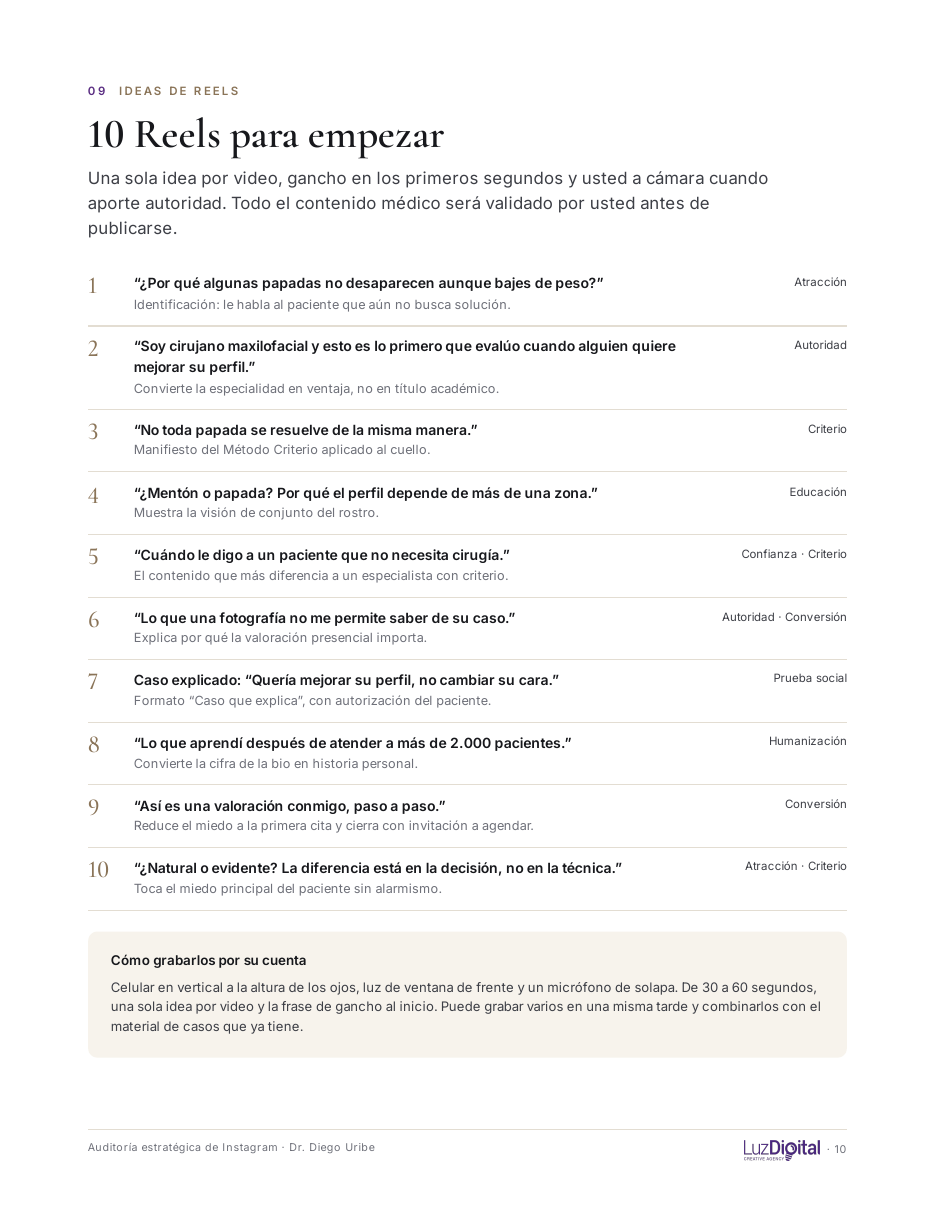 09 IDEAS DE REELS
10 Reels para empezar
Una sola idea por video, gancho en los primeros segundos y usted a cámara cuando
aporte autoridad. Todo el contenido médico será validado por usted antes de
publicarse.
1 “¿Por qué algunas papadas no desaparecen aunque bajes de peso?” Atracción
Identificación: le habla al paciente que aún no busca solución.
2 “Soy cirujano maxilofacial y esto es lo primero que evalúo cuando alguien quiere Autoridad
mejorar su perfil.”
Convierte la especialidad en ventaja, no en título académico.
3 “No toda papada se resuelve de la misma manera.” Criterio
Manifiesto del Método Criterio aplicado al cuello.
4 “¿Mentón o papada? Por qué el perfil depende de más de una zona.” Educación
Muestra la visión de conjunto del rostro.
5 “Cuándo le digo a un paciente que no necesita cirugía.” Confianza · Criterio
El contenido que más diferencia a un especialista con criterio.
6 “Lo que una fotografía no me permite saber de su caso.” Autoridad · Conversión
Explica por qué la valoración presencial importa.
7 Caso explicado: “Quería mejorar su perfil, no cambiar su cara.” Prueba social
Formato “Caso que explica”, con autorización del paciente.
8 “Lo que aprendí después de atender a más de 2.000 pacientes.” Humanización
Convierte la cifra de la bio en historia personal.
9 “Así es una valoración conmigo, paso a paso.” Conversión
Reduce el miedo a la primera cita y cierra con invitación a agendar.
10 “¿Natural o evidente? La diferencia está en la decisión, no en la técnica.” Atracción · Criterio
Toca el miedo principal del paciente sin alarmismo.
Cómo grabarlos por su cuenta
Celular en vertical a la altura de los ojos, luz de ventana de frente y un micrófono de solapa. De 30 a 60 segundos,
una sola idea por video y la frase de gancho al inicio. Puede grabar varios en una misma tarde y combinarlos con el
material de casos que ya tiene.
Auditoría estratégica de Instagram · Dr. Diego Uribe LuzDigital · 10
CREATIVE AGENCY